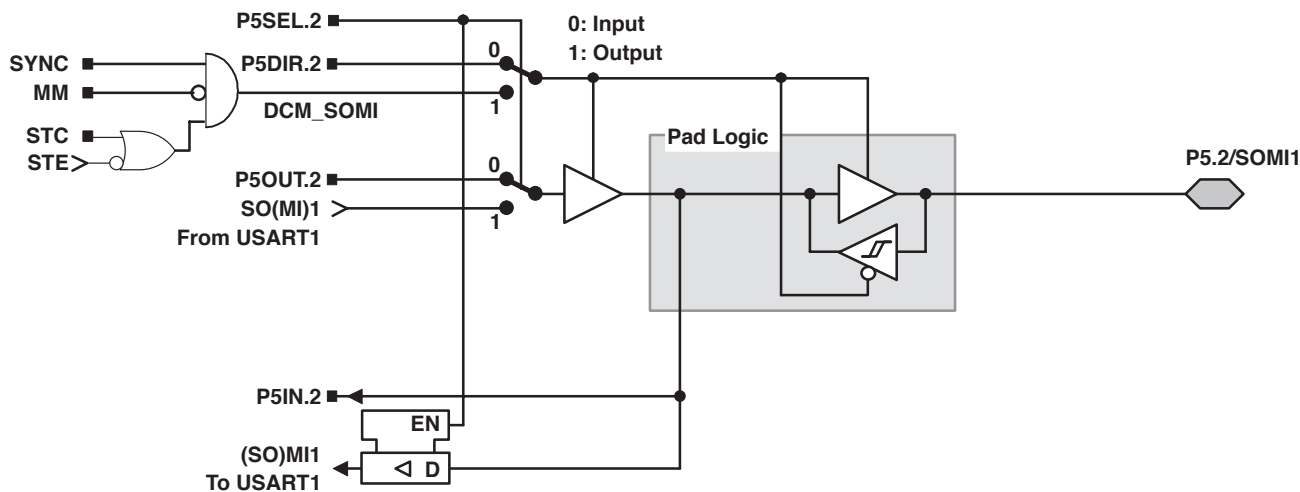 P5SEL.2
0: Input
1: Output
SYNC
MM
STC
STE
P5DIR.2
0
1
DCM_SOMI
Pad Logic
P5.2/SOMI1
P5OUT.2
0
SO(MI)1
1
From USART1
P5IN.2
EN
(SO)MI1
D
To USART1